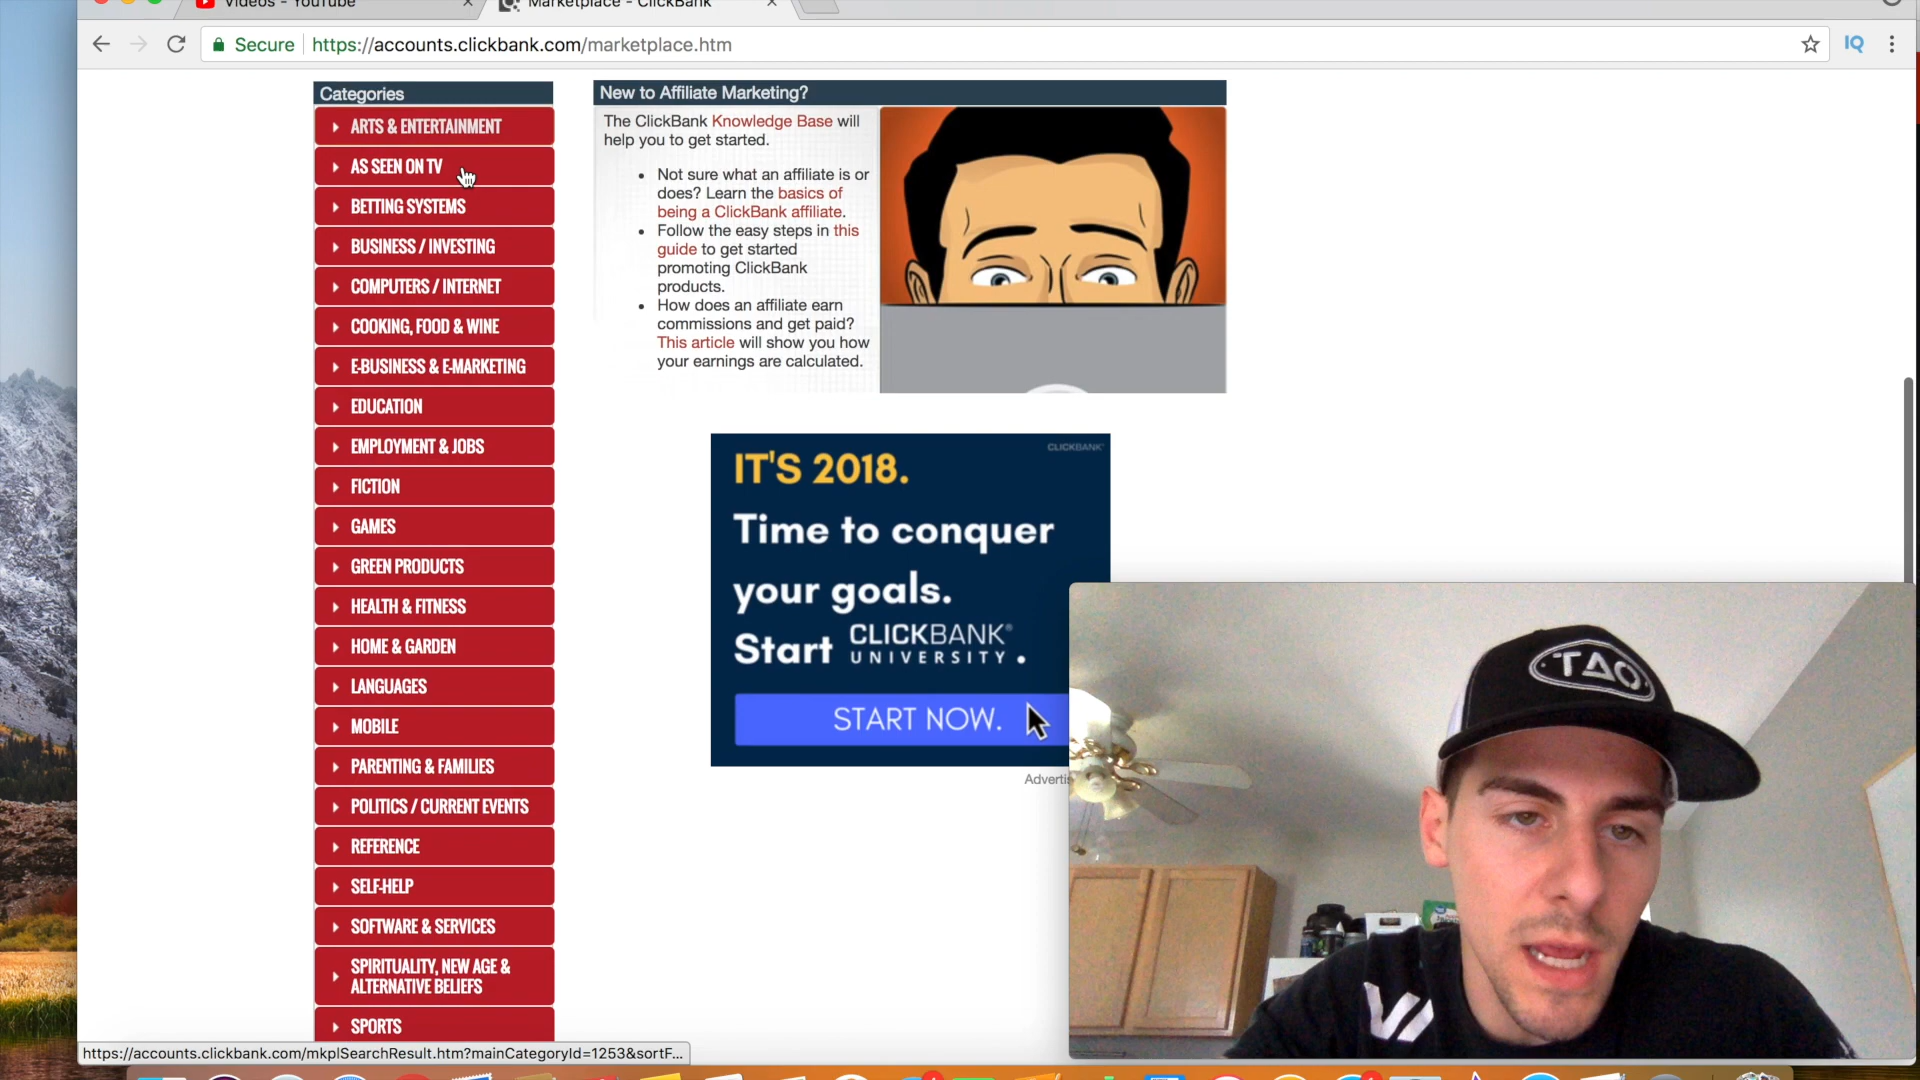 Videos - YouTube
Marketplace - ClickBank
Secure
https://accounts.clickbank.com/marketplace.htm
IQ
Categories
ARTS & ENTERTAINMENT
AS SEEN ON TV
BETTING SYSTEMS
BUSINESS / INVESTING
COMPUTERS / INTERNET
COOKING, FOOD & WINE
E-BUSINESS & E-MARKETING
EDUCATION
EMPLOYMENT & JOBS
FICTION
GAMES
GREEN PRODUCTS
HEALTH & FITNESS
HOME & GARDEN
LANGUAGES
MOBILE
PARENTING & FAMILIES
POLITICS / CURRENT EVENTS
REFERENCE
SELF-HELP
SOFTWARE & SERVICES
SPIRITUALITY, NEW AGE &
ALTERNATIVE BELIEFS
SPORTS
New to Affiliate Marketing?
The ClickBank Knowledge Base will
help you to get started.
Not sure what an affiliate is or
does? Learn the basics of
being a ClickBank affiliate.
Follow the easy steps in this
guide to get started
promoting ClickBank
products.
How does an affiliate earn
commissions and get paid?
This article will show you how
your earnings are calculated.
CLICKBANK
IT'S 2018.
Time to conquer
your goals.
Start CLICKBANK®
UNIVERSITY.
START NOW.
Advertis
TAO
https://accounts.clickbank.com/mkplSearchResult.htm?mainCategoryId=1253&sortF...